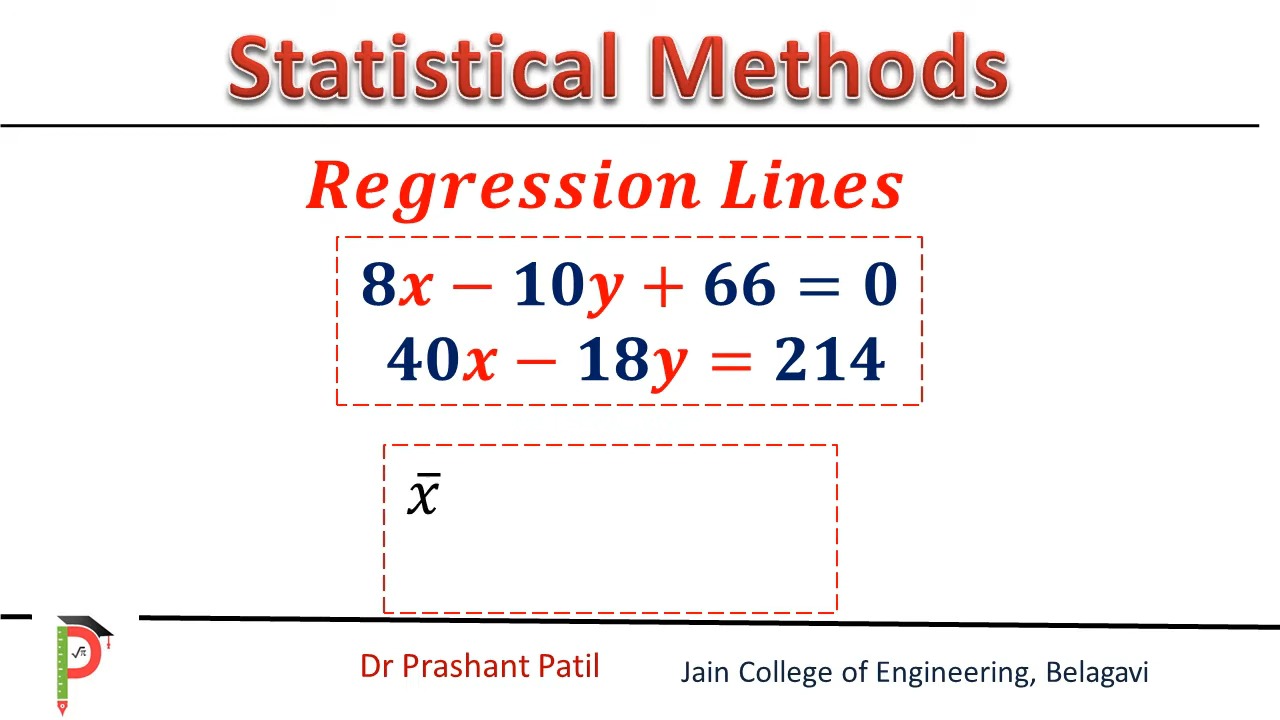 Statistical Methods
Regression Lines
8x − 10y + 66 = 0
40x − 18y = 214
x̄
√π
Dr Prashant Patil
Jain College of Engineering, Belagavi